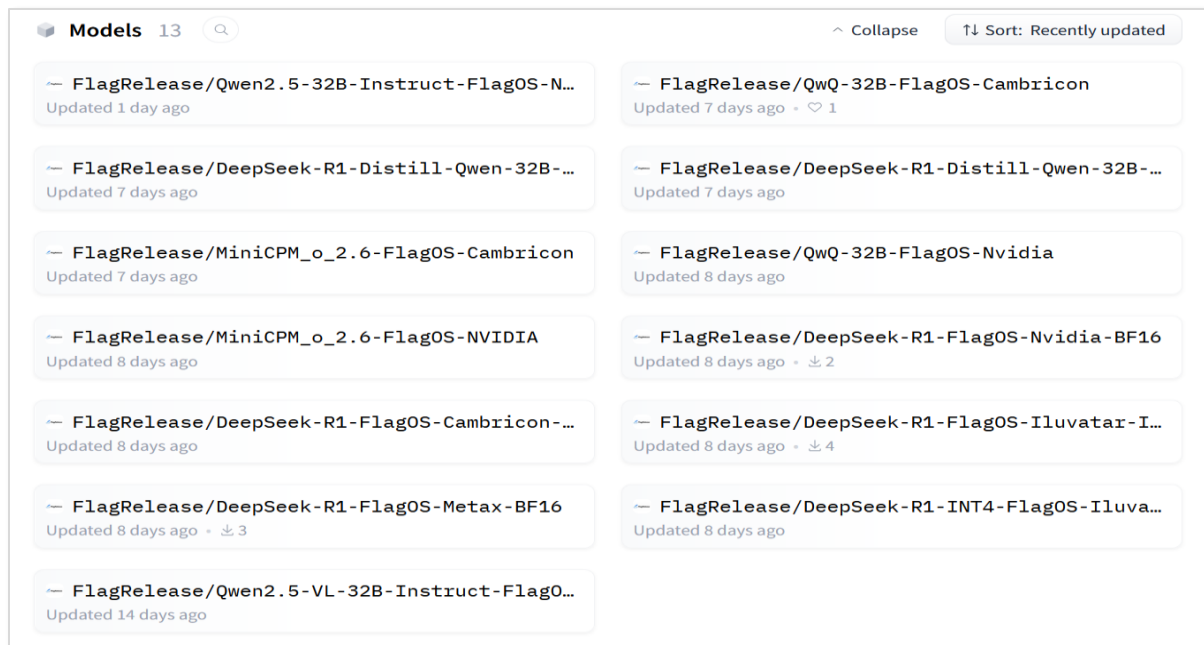 Models 13
Collapse
Sort: Recently updated
FlagRelease/Qwen2.5-32B-Instruct-FlagOS-N…
Updated 1 day ago
FlagRelease/QwQ-32B-FlagOS-Cambricon
Updated 7 days ago • 1
FlagRelease/DeepSeek-R1-Distill-Qwen-32B-…
Updated 7 days ago
FlagRelease/DeepSeek-R1-Distill-Qwen-32B-…
Updated 7 days ago
FlagRelease/MiniCPM_o_2.6-FlagOS-Cambricon
Updated 7 days ago
FlagRelease/QwQ-32B-FlagOS-Nvidia
Updated 8 days ago
FlagRelease/MiniCPM_o_2.6-FlagOS-NVIDIA
Updated 8 days ago
FlagRelease/DeepSeek-R1-FlagOS-Nvidia-BF16
Updated 8 days ago • 2
FlagRelease/DeepSeek-R1-FlagOS-Cambricon-…
Updated 8 days ago
FlagRelease/DeepSeek-R1-FlagOS-Iluvatar-I…
Updated 8 days ago • 4
FlagRelease/DeepSeek-R1-FlagOS-Metax-BF16
Updated 8 days ago • 3
FlagRelease/DeepSeek-R1-INT4-FlagOS-Iluva…
Updated 8 days ago
FlagRelease/Qwen2.5-VL-32B-Instruct-FlagO…
Updated 14 days ago